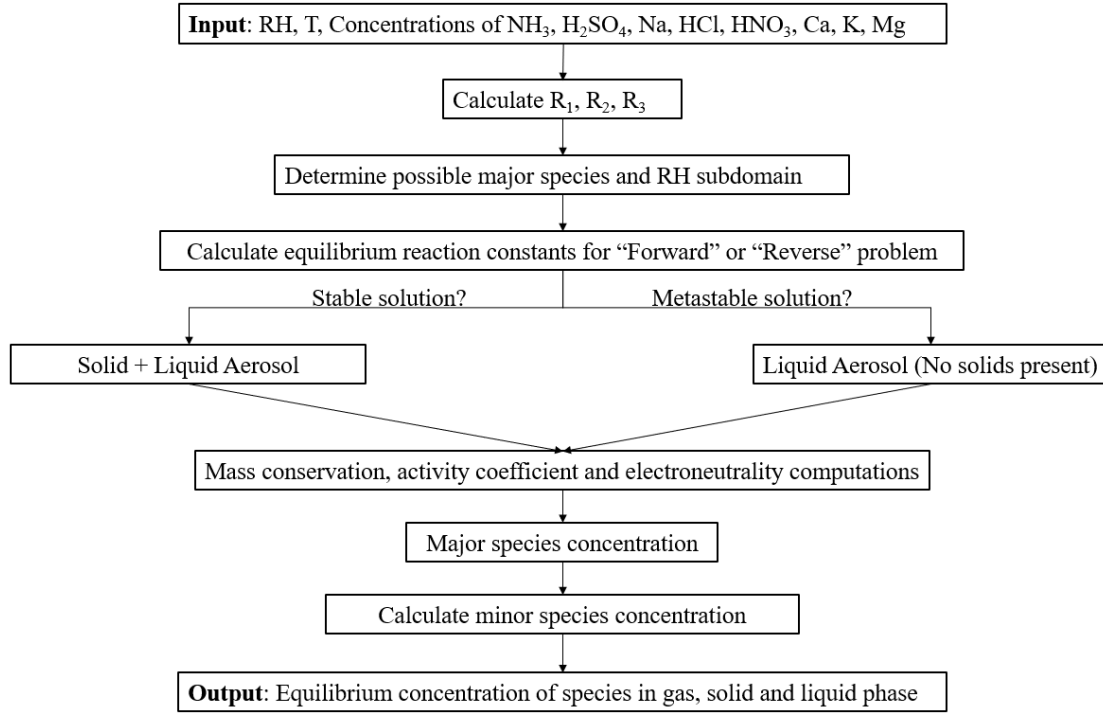 Input: RH, T, Concentrations of NH₃, H₂SO₄, Na, HCl, HNO₃, Ca, K, Mg
Calculate R₁, R₂, R₃
Determine possible major species and RH subdomain
Calculate equilibrium reaction constants for “Forward” or “Reverse” problem
Stable solution?
Metastable solution?
Solid + Liquid Aerosol
Liquid Aerosol (No solids present)
Mass conservation, activity coefficient and electroneutrality computations
Major species concentration
Calculate minor species concentration
Output: Equilibrium concentration of species in gas, solid and liquid phase